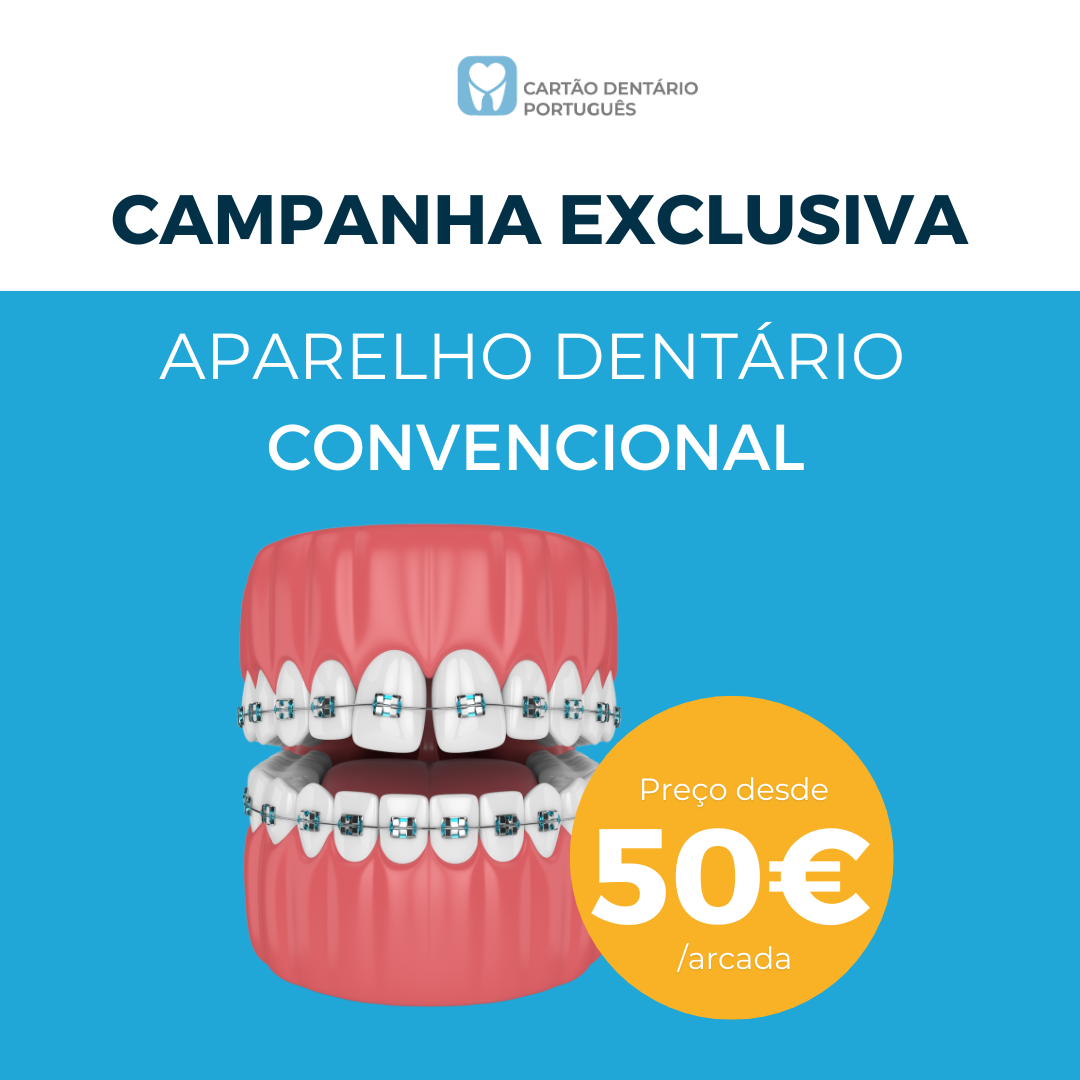 CARTÃO DENTÁRIO
PORTUGUÊS
CAMPANHA EXCLUSIVA
APARELHO DENTÁRIO
CONVENCIONAL
Preço desde
50€
/arcada